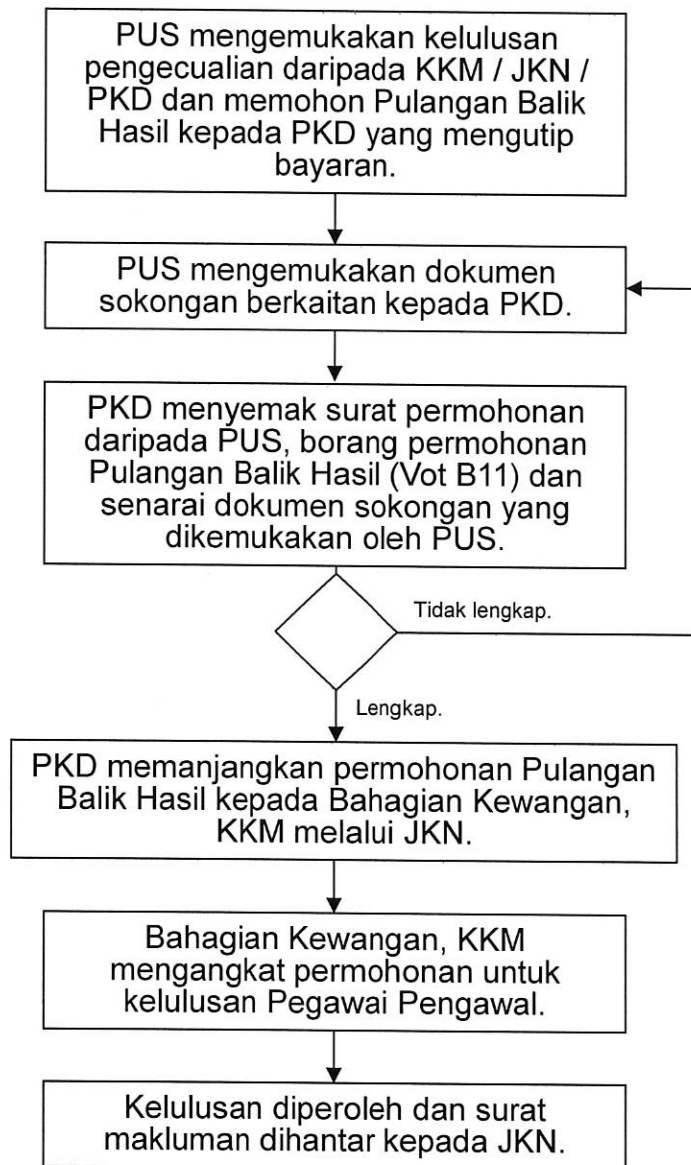 PUS mengemukakan kelulusan
pengecualian daripada KKM / JKN /
PKD dan memohon Pulangan Balik
Hasil kepada PKD yang mengutip
bayaran.
PUS mengemukakan dokumen
sokongan berkaitan kepada PKD.
PKD menyemak surat permohonan
daripada PUS, borang permohonan
Pulangan Balik Hasil (Vot B11) dan
senarai dokumen sokongan yang
dikemukakan oleh PUS.
Tidak lengkap.
Lengkap.
PKD memanjangkan permohonan Pulangan
Balik Hasil kepada Bahagian Kewangan,
KKM melalui JKN.
Bahagian Kewangan, KKM
mengangkat permohonan untuk
kelulusan Pegawai Pengawal.
Kelulusan diperoleh dan surat
makluman dihantar kepada JKN.